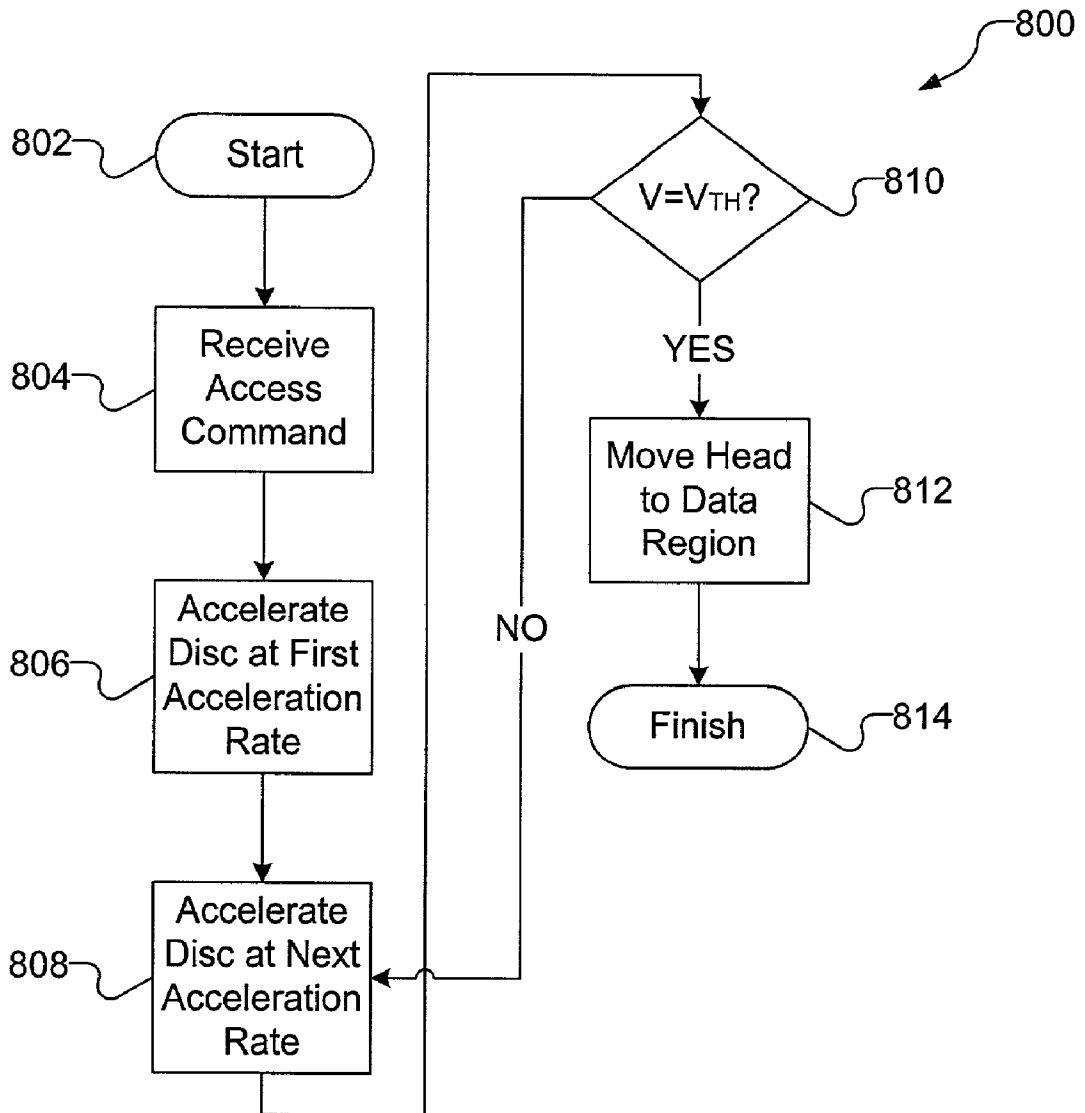 800
802
Start
804
Receive
Access
Command
806
Accelerate
Disc at First
Acceleration
Rate
808
Accelerate
Disc at Next
Acceleration
Rate
V=VTH?
810
YES
NO
Move Head
to Data
Region
812
Finish
814